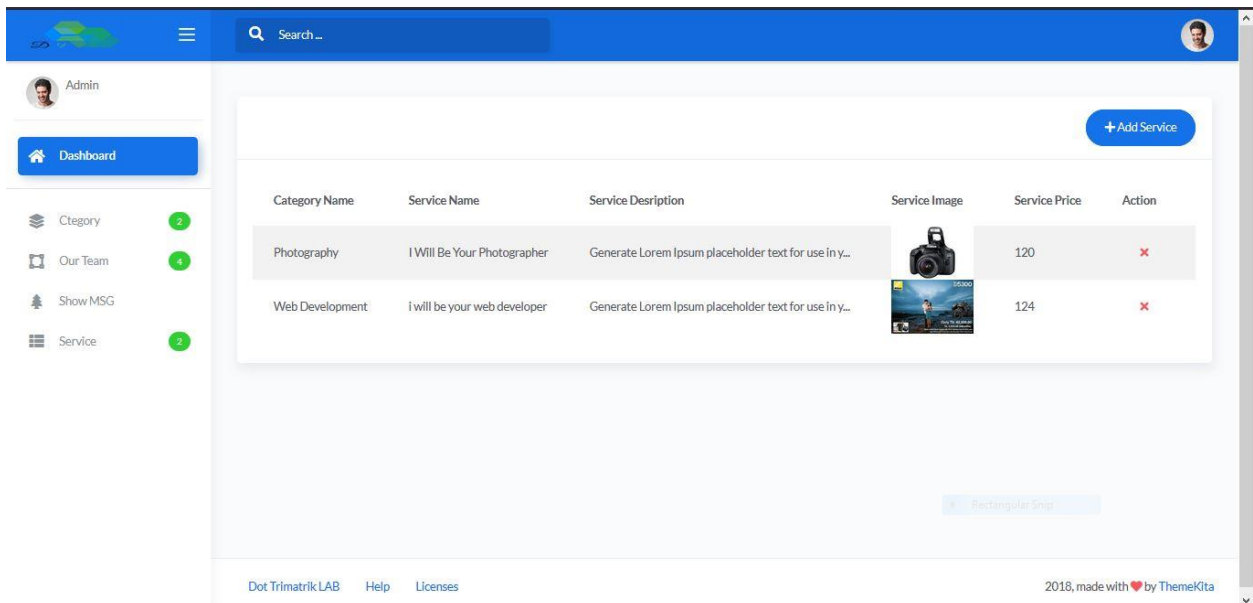 Search ...
Admin
+ Add Service
Dashboard
Category Name Service Name Service Desription Service Image Service Price Action
Ctegory 2
Photography I Will Be Your Photographer Generate Lorem Ipsum placeholder text for use in y... 120
Our Team 4
D5300
Show MSG
Web Development i will be your web developer Generate Lorem Ipsum placeholder text for use in y... 124
Service 2
Rectangular Snip
Dot Trimatrik LAB Help Licenses 2018, made with ❤ by ThemeKita